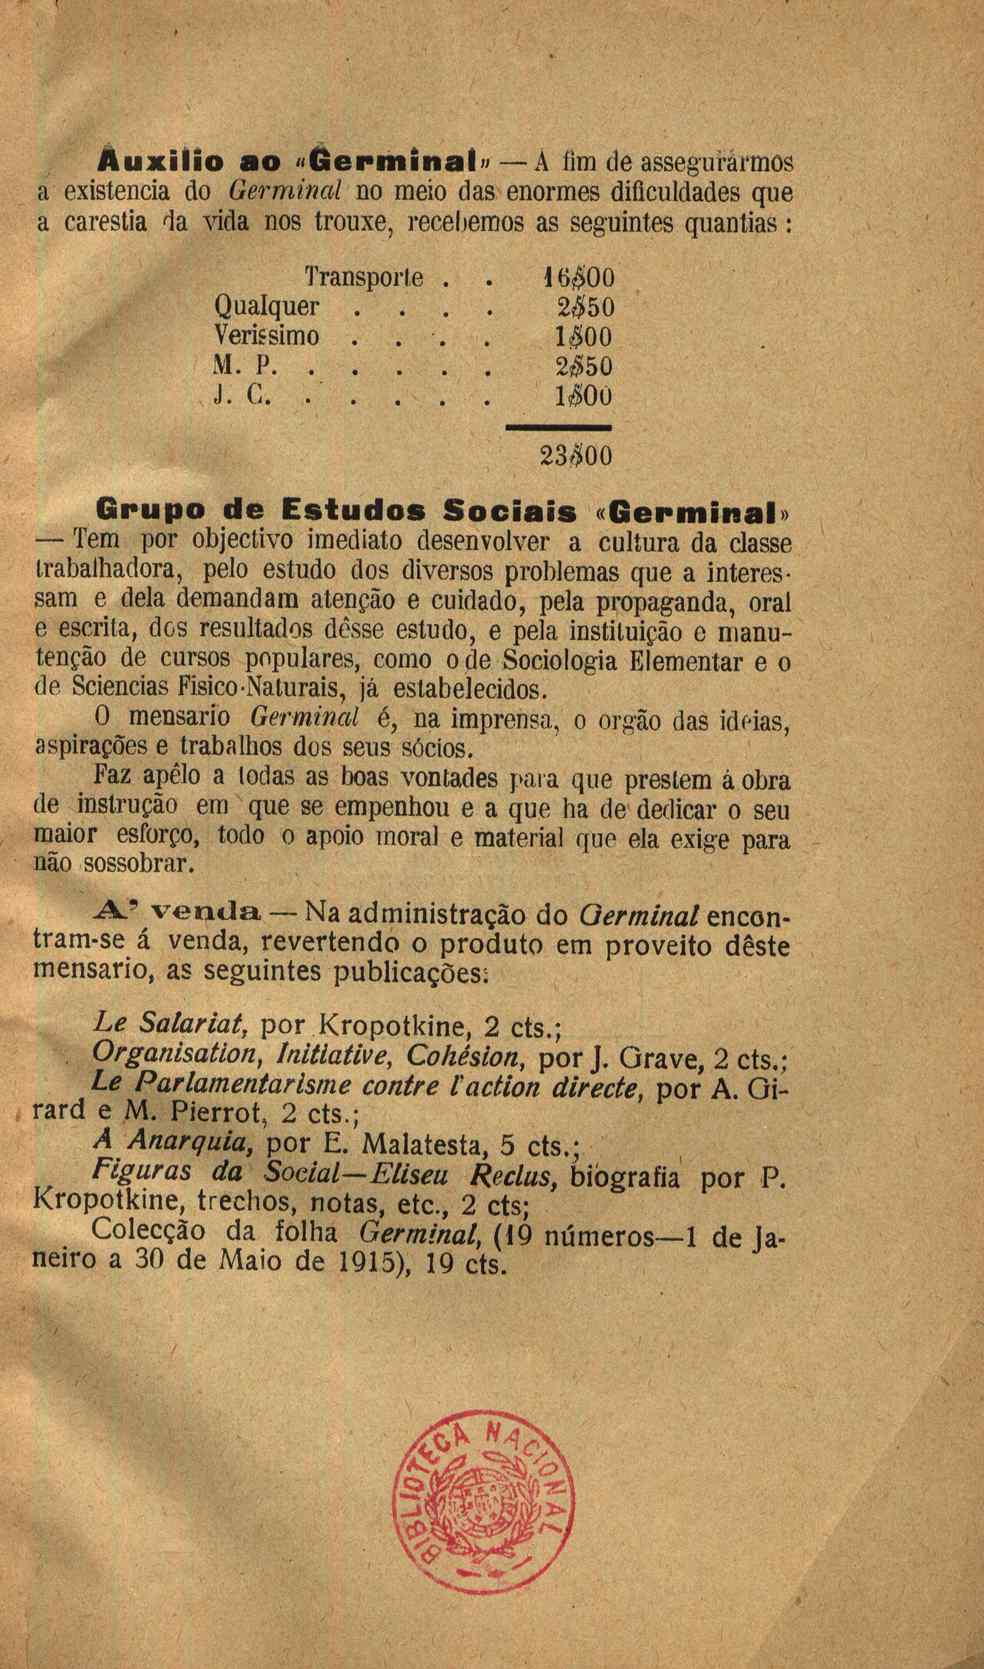 Auxilio ao «Germinal» — A fim de assegurármos
a existencia do Germinal no meio das enormes dificuldades que
a carestia da vida nos trouxe, recebemos as seguintes quantias :
Transporte . . 16$00
Qualquer . . . . 2$50
Verissimo . . . . 1$00
M. P. . . . . . 2$50
J. C. . . . . . 1$00
23$00
Grupo de Estudos Sociais «Germinal»
— Tem por objectivo imediato desenvolver a cultura da classe
trabalhadora, pelo estudo dos diversos problemas que a interes-
sam e dela demandam atenção e cuidado, pela propaganda, oral
e escrita, dos resultados dêsse estudo, e pela instituição e manu-
tenção de cursos populares, como o de Sociologia Elementar e o
de Sciencias Fisico-Naturais, já estabelecidos.
O mensario Germinal é, na imprensa, o orgão das ideias,
aspirações e trabalhos dos seus sócios.
Faz apêlo a todas as boas vontades para que prestem á obra
de instrução em que se empenhou e a que ha de dedicar o seu
maior esforço, todo o apoio moral e material que ela exige para
não sossobrar.
A' venda — Na administração do Germinal encon-
tram-se á venda, revertendo o produto em proveito dêste
mensario, as seguintes publicações:
Le Salariat, por Kropotkine, 2 cts.;
Organisation, Initiative, Cohésion, por J. Grave, 2 cts.;
Le Parlamentarisme contre l'action directe, por A. Gi-
rard e M. Pierrot, 2 cts.;
A Anarquia, por E. Malatesta, 5 cts.;
Figuras da Social—Eliseu Reclus, biografia por P.
Kropotkine, trechos, notas, etc., 2 cts;
Colecção da folha Germinal, (19 números—1 de Ja-
neiro a 30 de Maio de 1915), 19 cts.
BIBLIOTECA NACIONAL